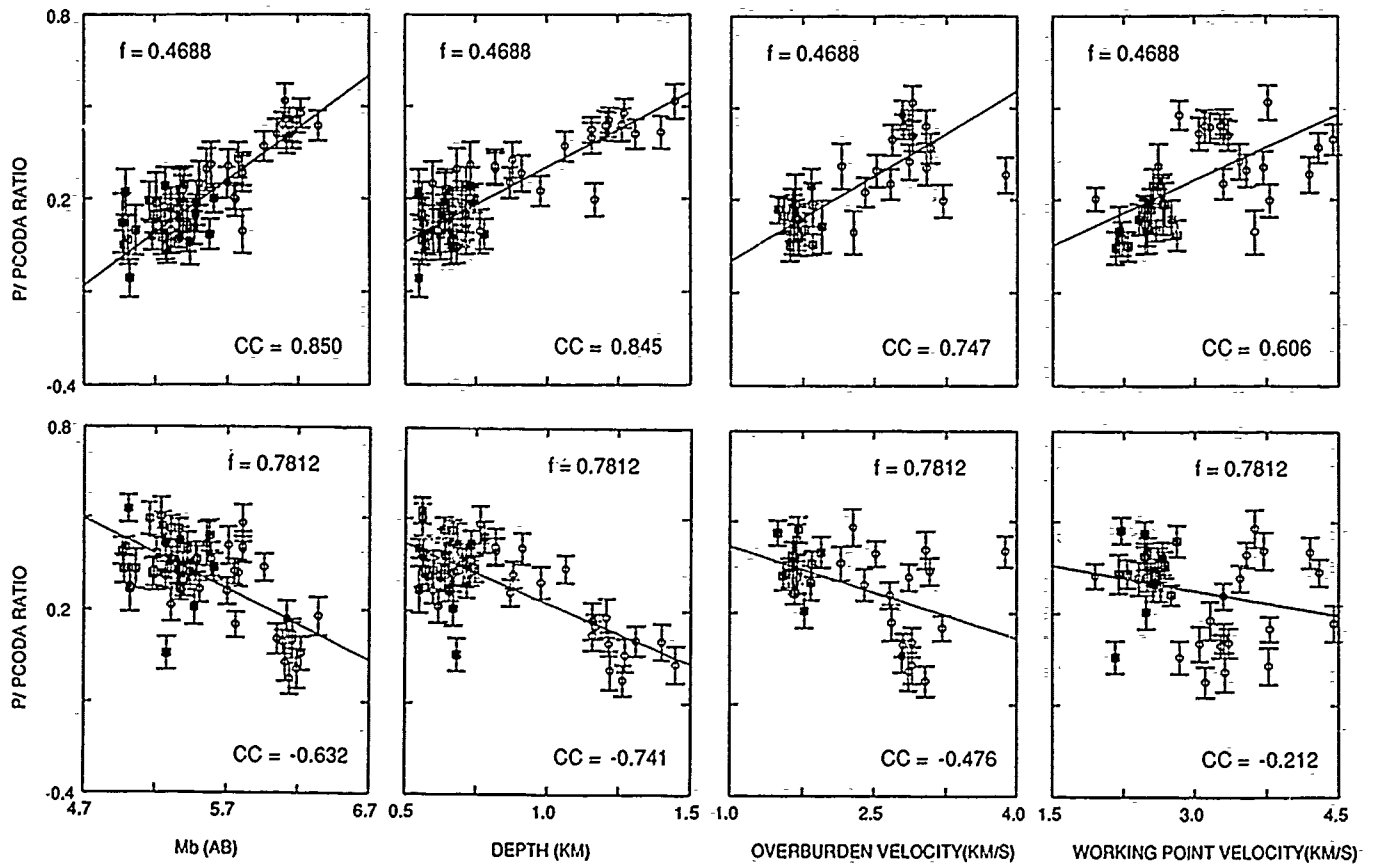 0.8
f = 0.4688
f = 0.4688
f = 0.4688
f = 0.4688
P/ PCODA RATIO
0.2
CC = 0.850
CC = 0.845
CC = 0.747
CC = 0.606
-0.4
0.8
f = 0.7812
f = 0.7812
f = 0.7812
f = 0.7812
P/ PCODA RATIO
0.2
CC = -0.632
CC = -0.741
CC = -0.476
CC = -0.212
-0.4
4.7 5.7 6.7
0.5 1.0 1.5
1.0 2.5 4.0
1.5 3.0 4.5
Mb (AB)
DEPTH (KM)
OVERBURDEN VELOCITY(KM/S)
WORKING POINT VELOCITY(KM/S)